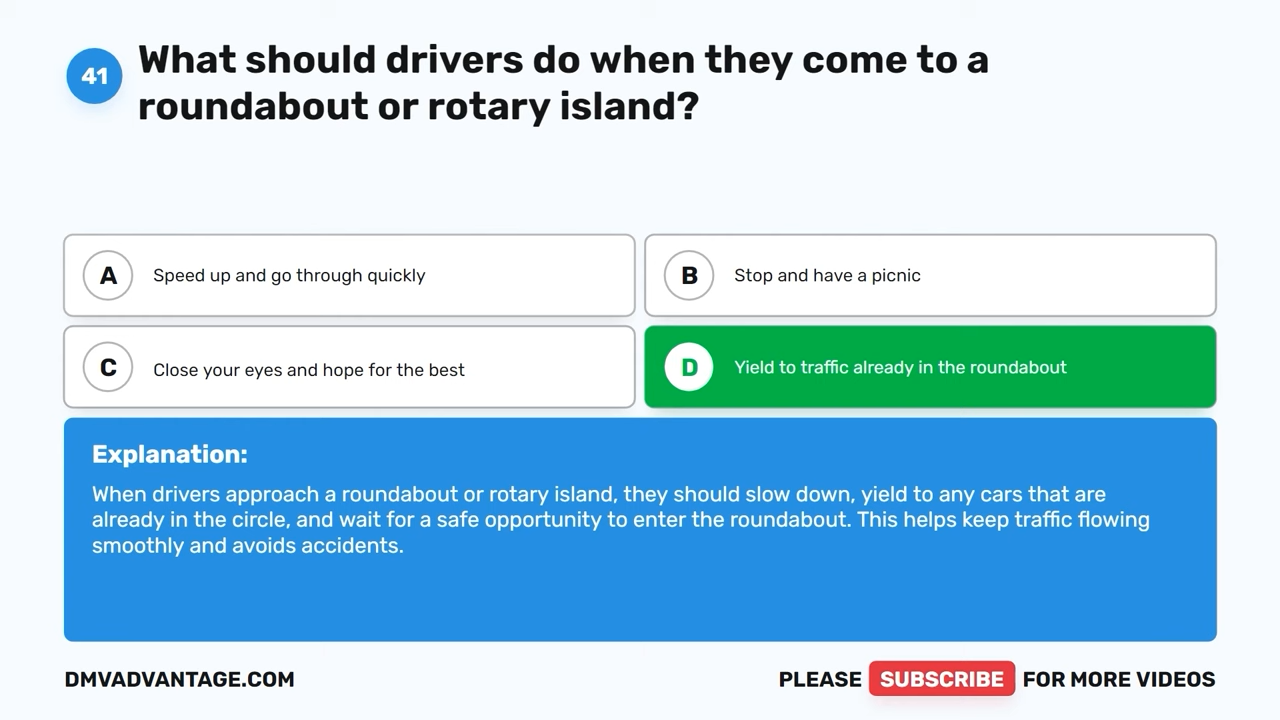 41
What should drivers do when they come to a
roundabout or rotary island?
A Speed up and go through quickly
B Stop and have a picnic
C Close your eyes and hope for the best
D Yield to traffic already in the roundabout
Explanation:
When drivers approach a roundabout or rotary island, they should slow down, yield to any cars that are
already in the circle, and wait for a safe opportunity to enter the roundabout. This helps keep traffic flowing
smoothly and avoids accidents.
DMVADVANTAGE.COM
PLEASE SUBSCRIBE FOR MORE VIDEOS